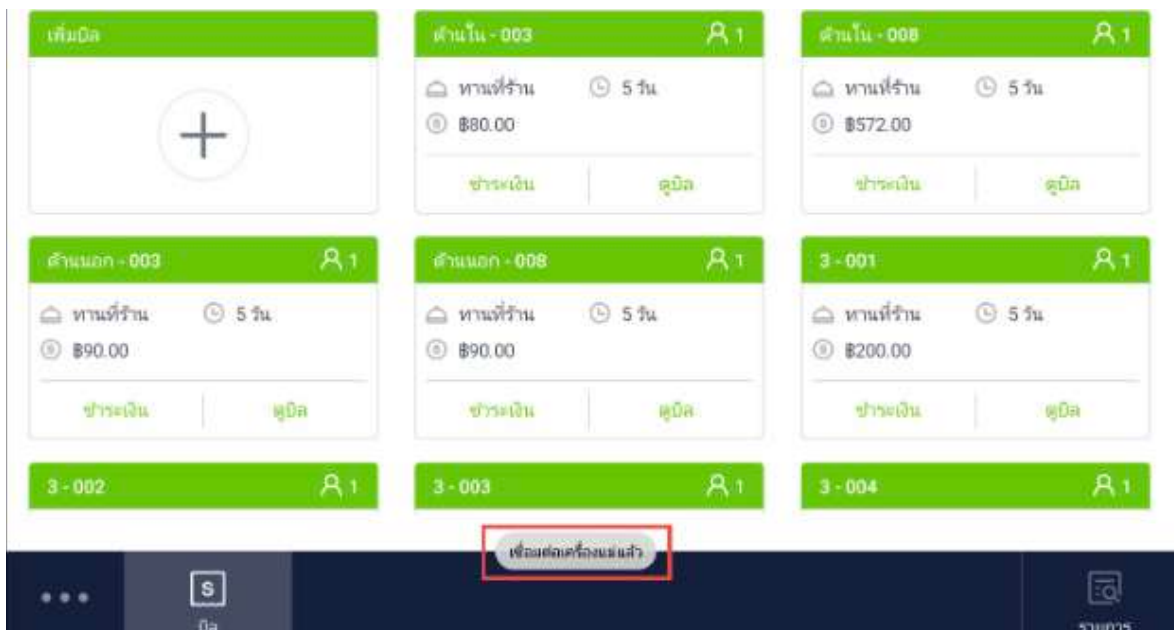 เพิ่มบิล
ด้านใน - 003 1
ด้านใน - 008 1
ทานที่ร้าน 5 วัน
฿80.00
ชำระเงิน ดูบิล
ทานที่ร้าน 5 วัน
฿572.00
ชำระเงิน ดูบิล
ด้านนอก - 003 1
ด้านนอก - 008 1
3 - 001 1
ทานที่ร้าน 5 วัน
฿90.00
ชำระเงิน ดูบิล
ทานที่ร้าน 5 วัน
฿90.00
ชำระเงิน ดูบิล
ทานที่ร้าน 5 วัน
฿200.00
ชำระเงิน ดูบิล
3 - 002 1
3 - 003 1
3 - 004 1
เชื่อมต่อเครื่องแม่แล้ว
S
บิล
รายการ